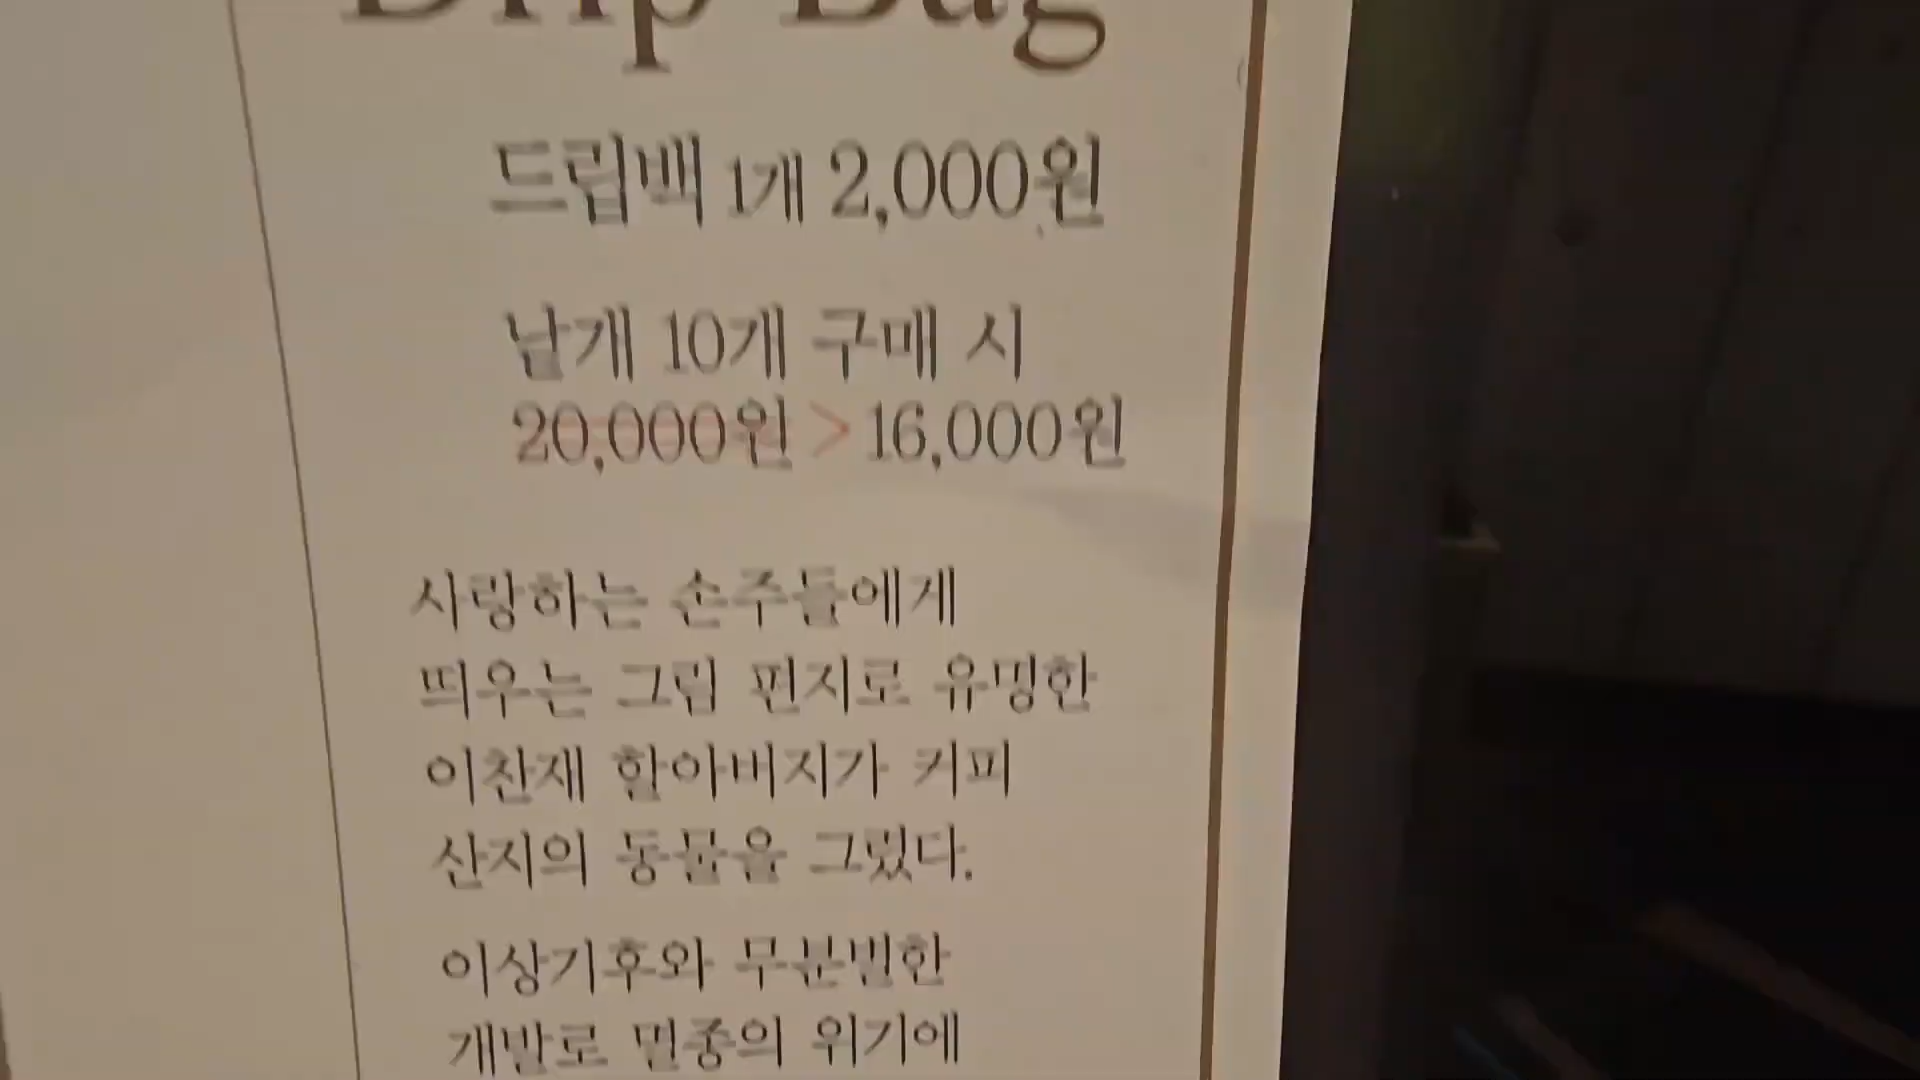 Drip Bag
드립백 1개 2,000원
낱개 10개 구매 시
20,000원 > 16,000원
사랑하는 손주들에게
띄우는 그림 편지로 유명한
이찬재 할아버지가 커피
산지의 동물을 그렸다.
이상기후와 무분별한
개발로 멸종의 위기에